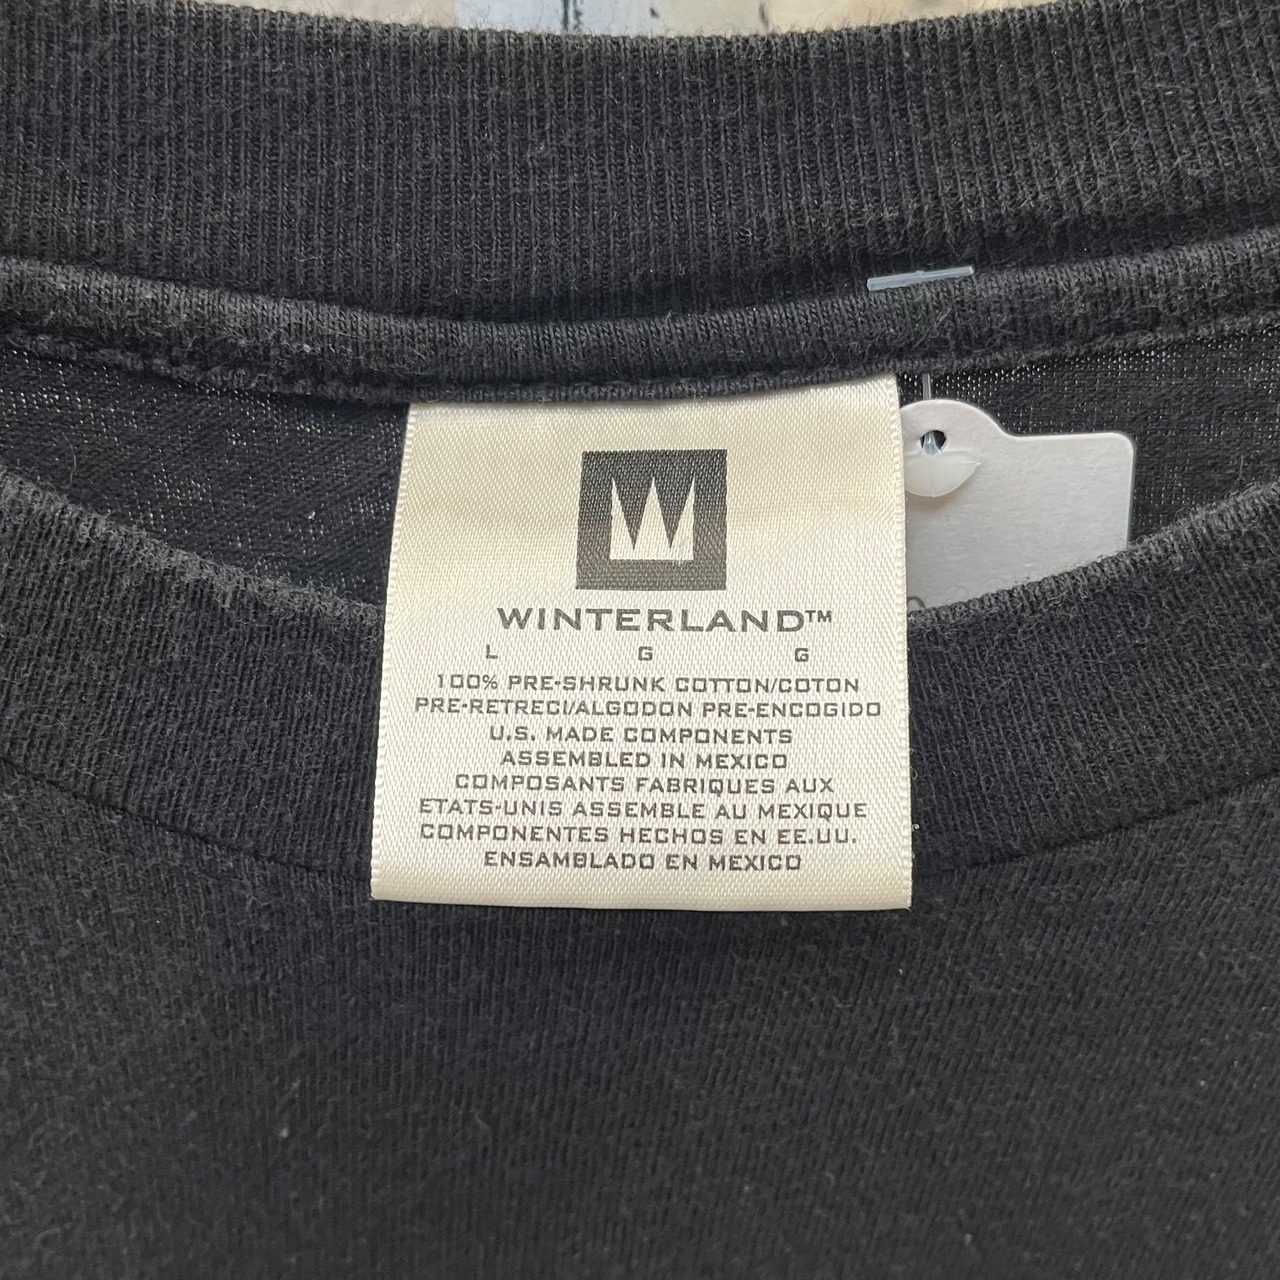 W
WINTERLAND™
L G G
100% PRE-SHRUNK COTTON/COTON
PRE-RETRECI/ALGODON PRE-ENCOGIDO
U.S. MADE COMPONENTS
ASSEMBLED IN MEXICO
COMPOSANTS FABRIQUES AUX
ETATS-UNIS ASSEMBLE AU MEXIQUE
COMPONENTES HECHOS EN EE.UU.
ENSAMBLADO EN MEXICO